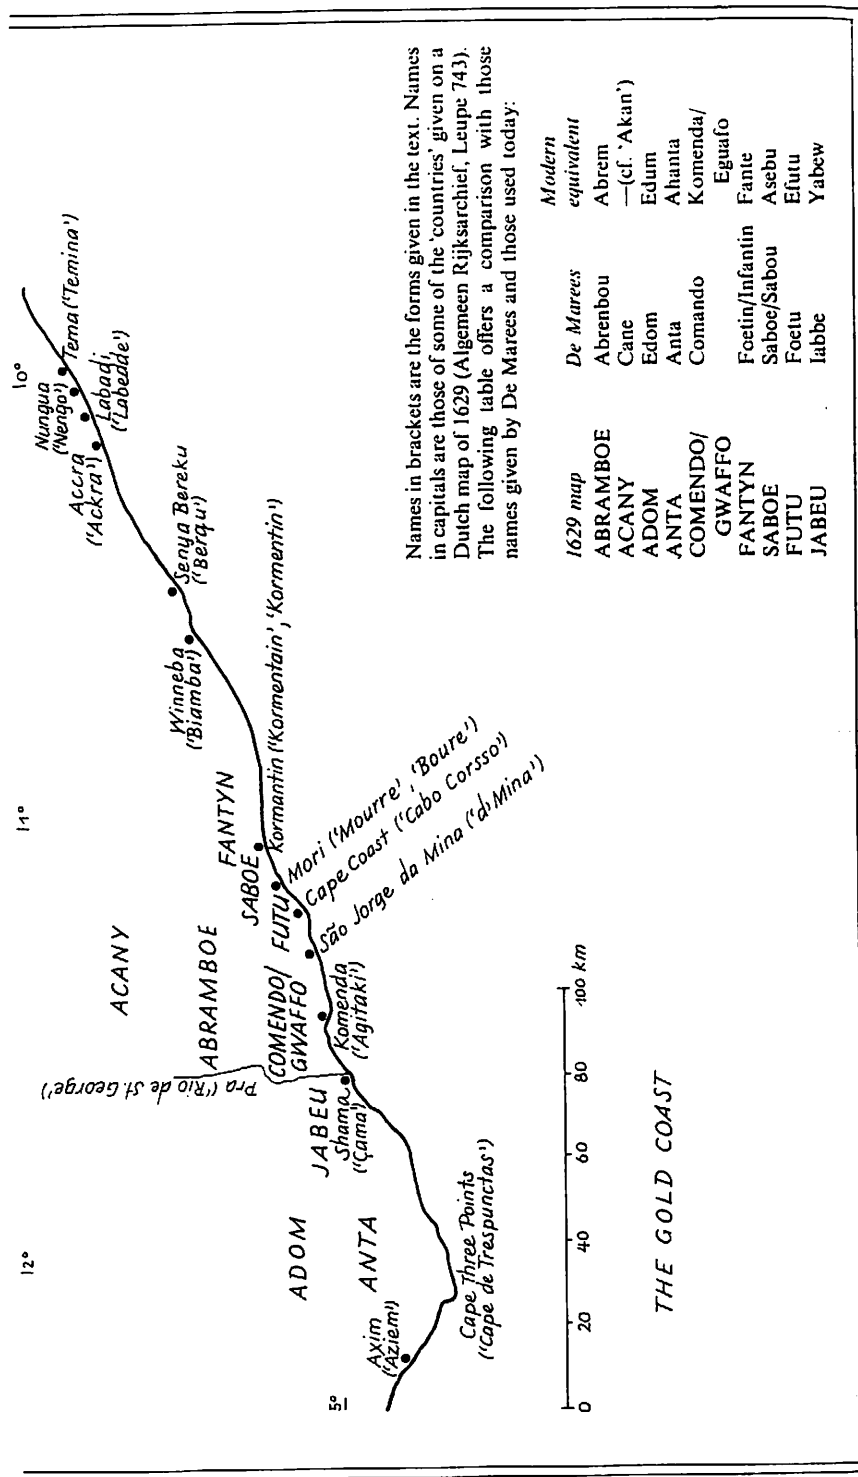 12°
11°
10°
5°
ACANY
ABRAMBOE
ADOM
ANTA
JABEU
COMENDO/
GWAFFO
FUTU
SABOE
FANTYN
Pra ('Rio de St. George')
Axim
('Aziem')
Cape Three Points
('Cape de Trespunctas')
Shama
('Çama')
Komenda
('Agitaki')
São Jorge da Mina ('d'Mina')
Cape Coast ('Cabo Corsso')
Mori ('Mourre', 'Boure')
Kormantin ('Kormentain', 'Kormentin')
Winneba
('Biamba')
Senya Bereku
('Berqu')
Accra
('Ackra')
Labadi
('Labedde')
Nungua
('Nengo')
Tema ('Temina')
0 20 40 60 80 100 km
THE GOLD COAST
Names in brackets are the forms given in the text. Names
in capitals are those of some of the 'countries' given on a
Dutch map of 1629 (Algemeen Rijksarchief, Leupe 743).
The following table offers a comparison with those
names given by De Marees and those used today:
Modern
1629 map De Marees equivalent
ABRAMBOE Abrenbou Abrem
ACANY Cane —(cf. 'Akan')
ADOM Edom Edum
ANTA Anta Ahanta
COMENDO/ Comando Komenda/
GWAFFO Eguafo
FANTYN Foetin/Infantin Fante
SABOE Saboe/Sabou Asebu
FUTU Foetu Efutu
JABEU Iabbe Yabew